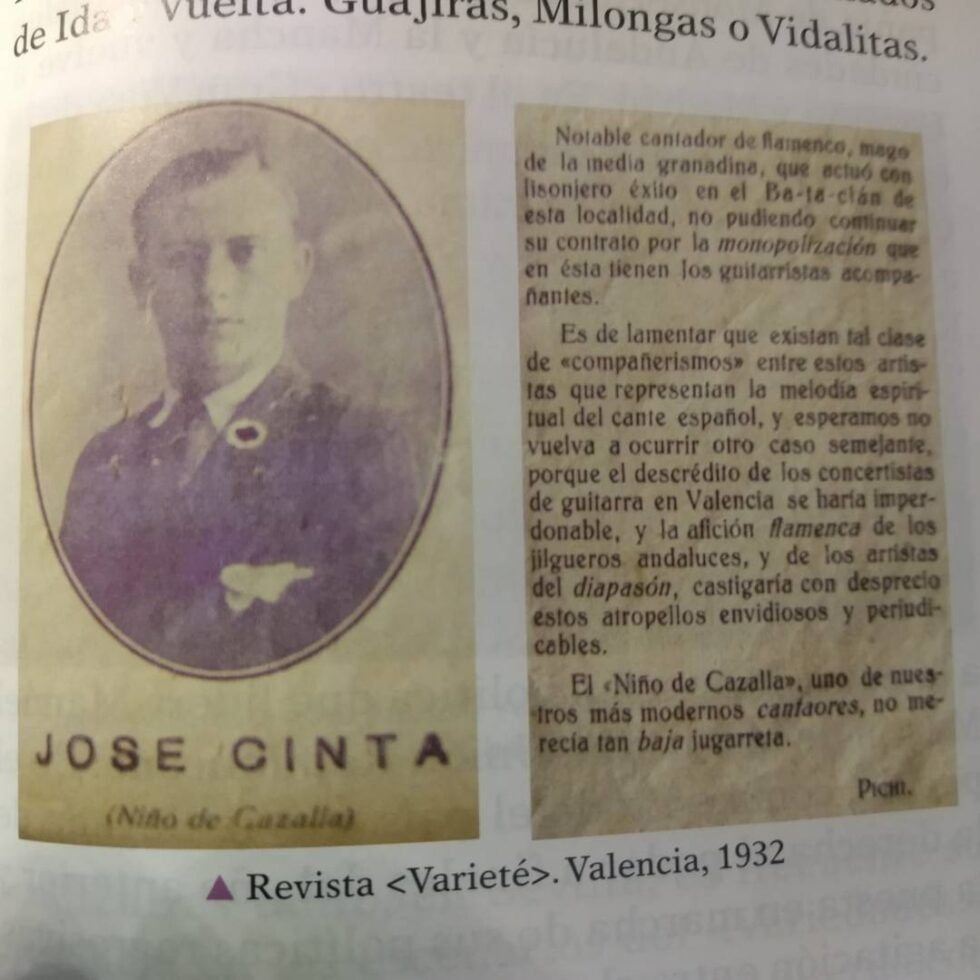 de Ida Vuelta. Guajiras, Milongas o Vidalitas.
Notable cantador de flamenco, mago
de la media granadina, que actuó con
lisonjero éxito en el Ba-ta-clán de
esta localidad, no pudiendo continuar
su contrato por la monopolización que
en ésta tienen los guitarristas acompa-
ñantes.
Es de lamentar que existan tal clase
de «compañerismos» entre estos artis-
tas que representan la melodía espiri-
tual del cante español, y esperamos no
vuelva a ocurrir otro caso semejante,
porque el descrédito de los concertistas
de guitarra en Valencia se haría imper-
donable, y la afición flamenca de los
jilgueros andaluces, y de los artistas
del diapasón, castigaría con desprecio
estos atropellos envidiosos y perjudi-
cables.
El «Niño de Cazalla», uno de nues-
tros más modernos cantaores, no me-
recía tan baja jugarreta.
JOSE CINTA
(Niño de Cazalla)
▲ Revista <Varieté>. Valencia, 1932